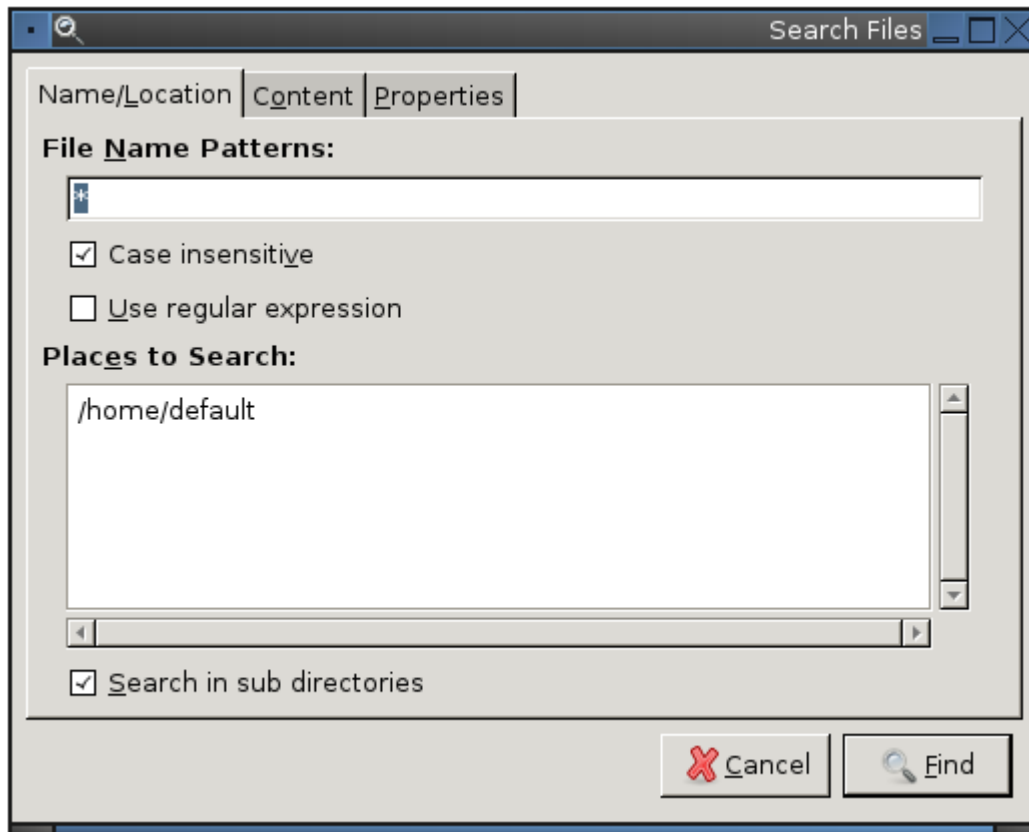 Search Files
Name/Location Content Properties
File Name Patterns:
*
Case insensitive
Use regular expression
Places to Search:
/home/default
Search in sub directories
Cancel Find